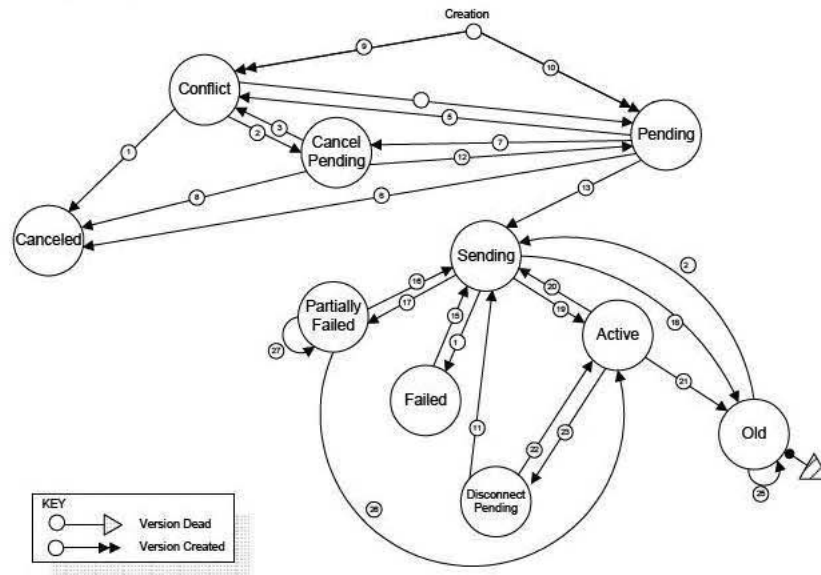 Creation
9
10
Conflict
5
Pending
3
2
Cancel
Pending
7
12
1
8
6
13
Canceled
Sending
2
16
17
20
19
Partially
Failed
15
18
Active
27
1
21
Failed
11
22
23
Old
Disconnect
Pending
KEY
Version Dead
Version Created